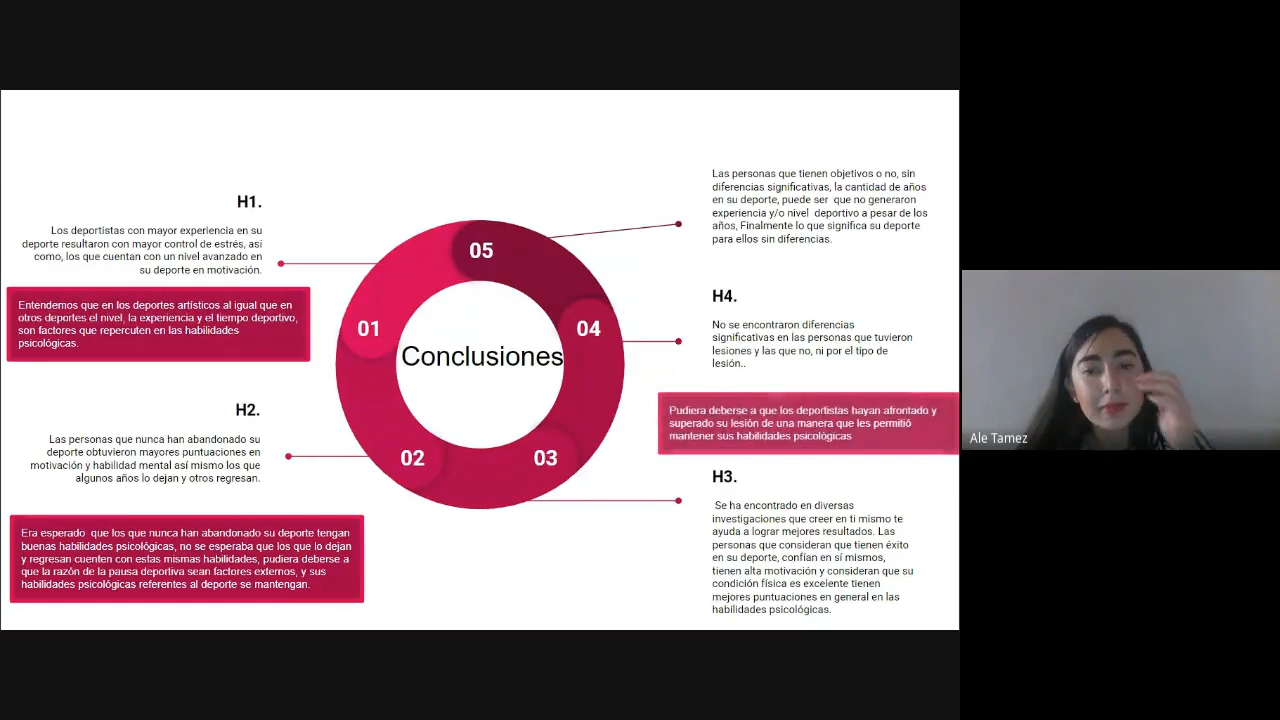 H1.
Los deportistas con mayor experiencia en su
deporte resultaron con mayor control de estrés, así
como, los que cuentan con un nivel avanzado en
su deporte en motivación.
Entendemos que en los deportes artísticos al igual que en
otros deportes el nivel, la experiencia y el tiempo deportivo,
son factores que repercuten en las habilidades
psicológicas.
H2.
Las personas que nunca han abandonado su
deporte obtuvieron mayores puntuaciones en
motivación y habilidad mental así mismo los que
algunos años lo dejan y otros regresan.
Era esperado que los que nunca han abandonado su deporte tengan
buenas habilidades psicológicas, no se esperaba que los que lo dejan
y regresan cuenten con estas mismas habilidades, pudiera deberse a
que la razón de la pausa deportiva sean factores externos, y sus
habilidades psicológicas referentes al deporte se mantengan.
05
01
04
Conclusiones
02
03
Las personas que tienen objetivos o no, sin
diferencias significativas, la cantidad de años
en su deporte, puede ser que no generaron
experiencia y/o nivel deportivo a pesar de los
años, Finalmente lo que significa su deporte
para ellos sin diferencias.
H4.
No se encontraron diferencias
significativas en las personas que tuvieron
lesiones y las que no, ni por el tipo de
lesión..
Pudiera deberse a que los deportistas hayan afrontado y
superado su lesión de una manera que les permitió
mantener sus habilidades psicológicas
H3.
Se ha encontrado en diversas
investigaciones que creer en ti mismo te
ayuda a lograr mejores resultados. Las
personas que consideran que tienen éxito
en su deporte, confían en sí mismos,
tienen alta motivación y consideran que su
condición física es excelente tienen
mejores puntuaciones en general en las
habilidades psicológicas.
Ale Tamez